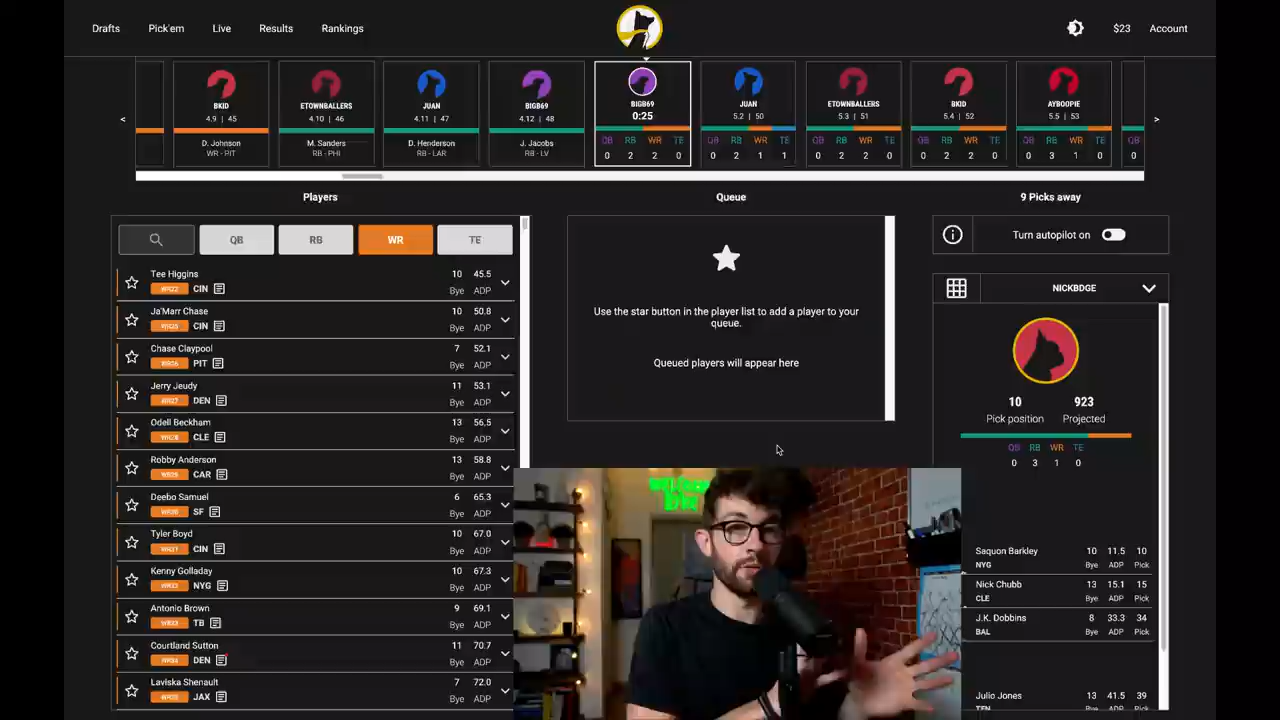 Drafts Pick'em Live Results Rankings $23 Account
BKID
4.9 | 45
D. Johnson
WR - PIT
ETOWNBALLERS
4.10 | 46
M. Sanders
RB - PHI
JUAN
4.11 | 47
D. Henderson
RB - LAR
BIGB69
4.12 | 48
J. Jacobs
RB - LV
BIGB69
0:25
QB RB WR TE
0 2 2 0
JUAN
5.2 | 50
QB RB WR TE
0 2 1 1
ETOWNBALLERS
5.3 | 51
QB RB WR TE
0 2 2 0
BKID
5.4 | 52
QB RB WR TE
0 2 2 0
AYBOOPIE
5.5 | 53
QB RB WR TE
0 3 1 0
QB
0
< >
Players
Queue
9 Picks away
QB RB WR TE
Tee Higgins 10 45.5
CIN Bye ADP
Ja'Marr Chase 10 50.8
CIN Bye ADP
Chase Claypool 7 52.1
PIT Bye ADP
Jerry Jeudy 11 53.1
DEN Bye ADP
Odell Beckham 13 56.5
CLE Bye ADP
Robby Anderson 13 58.8
CAR Bye ADP
Deebo Samuel 6 65.3
SF Bye ADP
Tyler Boyd 10 67.0
CIN Bye ADP
Kenny Golladay 10 67.3
NYG Bye ADP
Antonio Brown 9 69.1
TB Bye ADP
Courtland Sutton 11 70.7
DEN Bye ADP
Laviska Shenault 7 72.0
JAX Bye ADP
Use the star button in the player list to add a player to your
queue.
Queued players will appear here
Turn autopilot on
NICKBDGE
10 923
Pick position Projected
QB RB WR TE
0 3 1 0
Saquon Barkley 10 11.5 10
NYG Bye ADP Pick
Nick Chubb 13 15.1 15
CLE Bye ADP Pick
J.K. Dobbins 8 33.3 34
BAL Bye ADP Pick
Julio Jones 13 41.5 39
TEN Bye ADP Pick